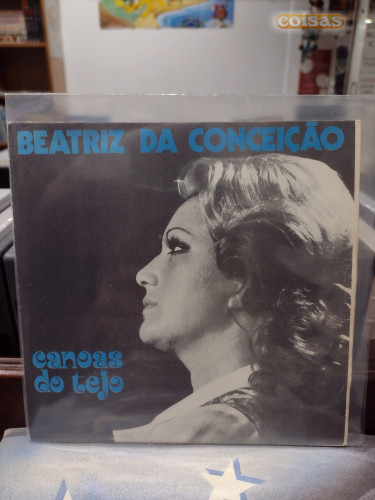 coisas
BEATRIZ DA CONCEIÇÃO
canoas
do tejo